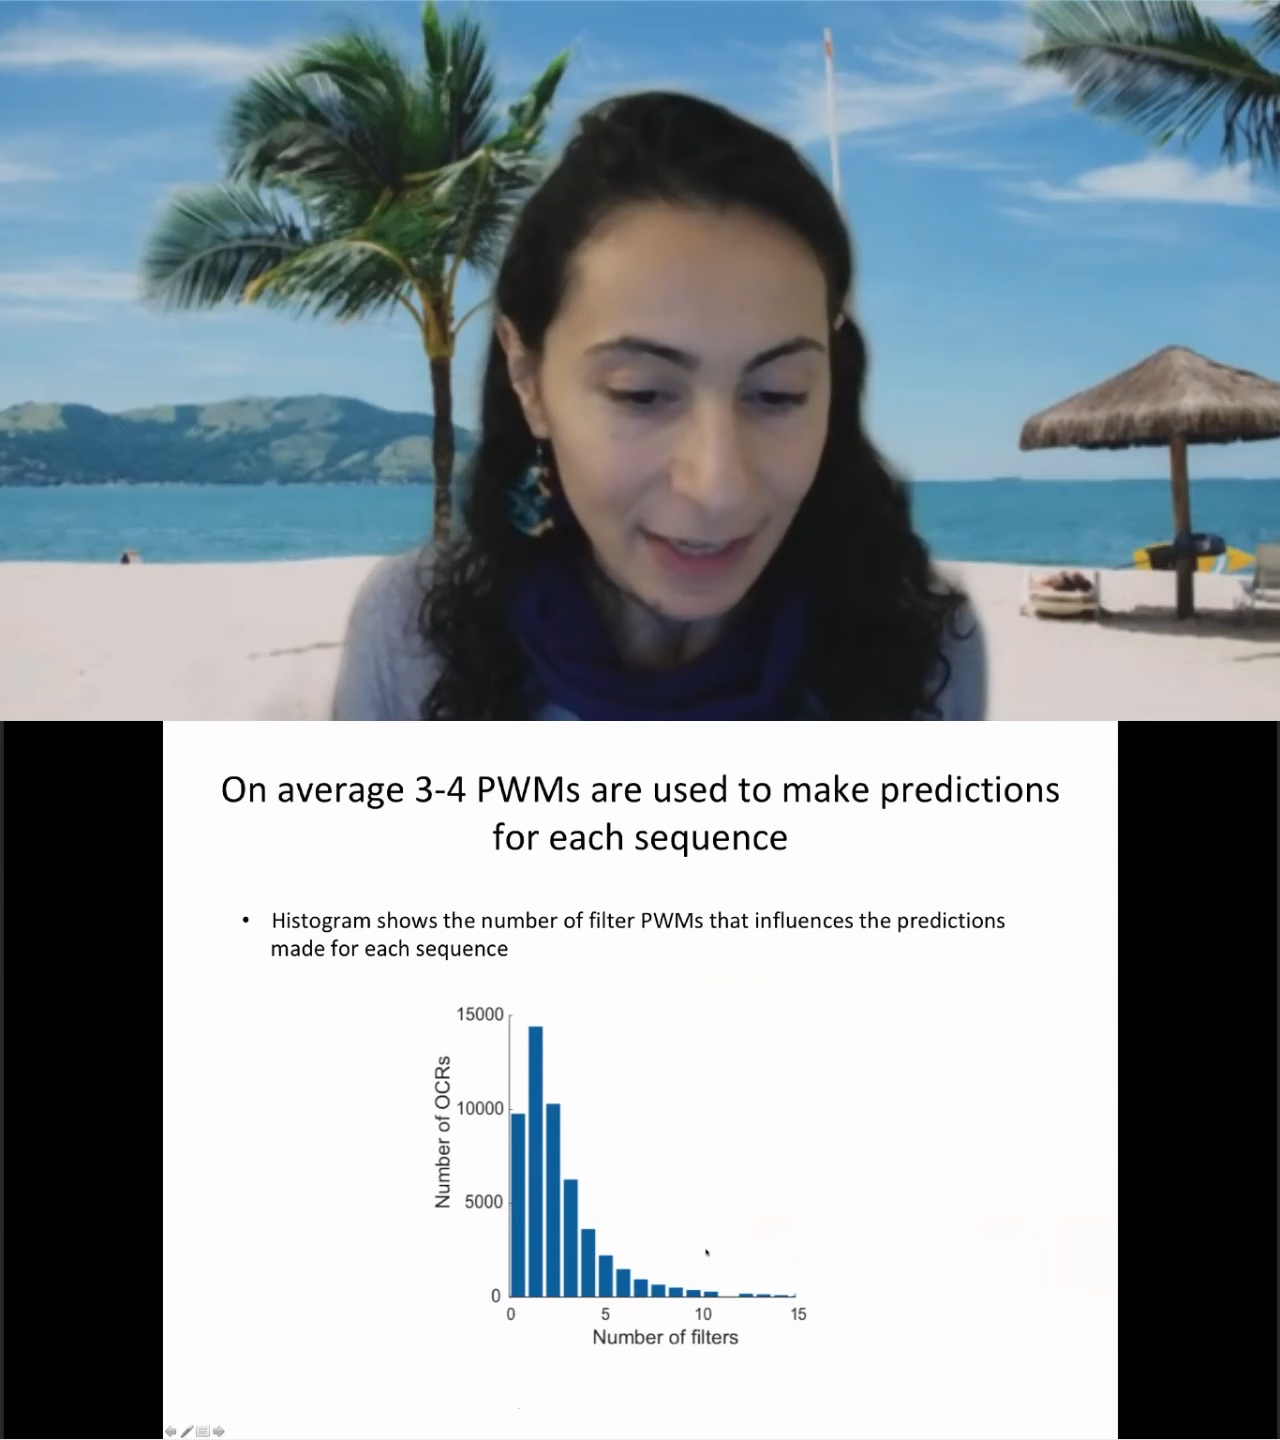 On average 3-4 PWMs are used to make predictions
for each sequence
• Histogram shows the number of filter PWMs that influences the predictions
made for each sequence
15000
10000
5000
0
Number of OCRs
0 5 10 15
Number of filters